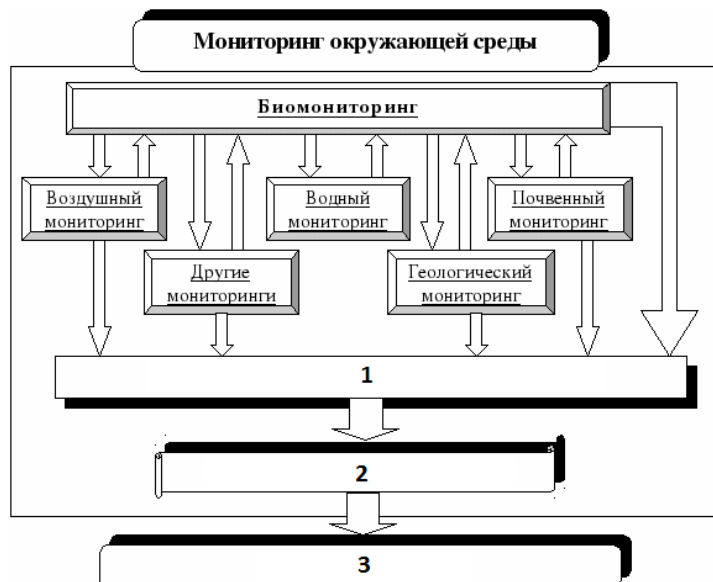 Мониторинг окружающей среды
Биомониторинг
Воздушный
мониторинг
Водный
мониторинг
Почвенный
мониторинг
Другие
мониторинги
Геологический
мониторинг
1
2
3